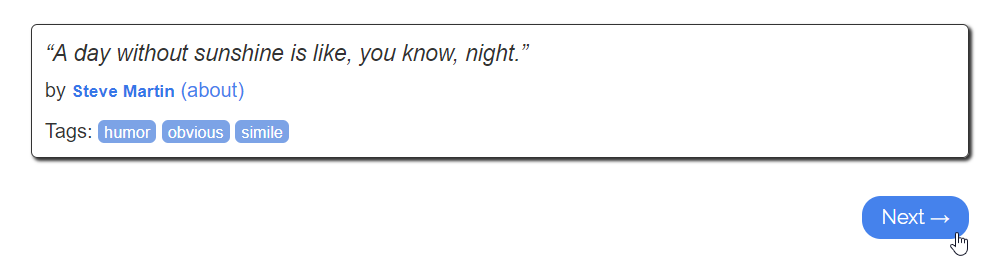 “A day without sunshine is like, you know, night.”
by Steve Martin (about)
Tags: humor obvious simile
Next →